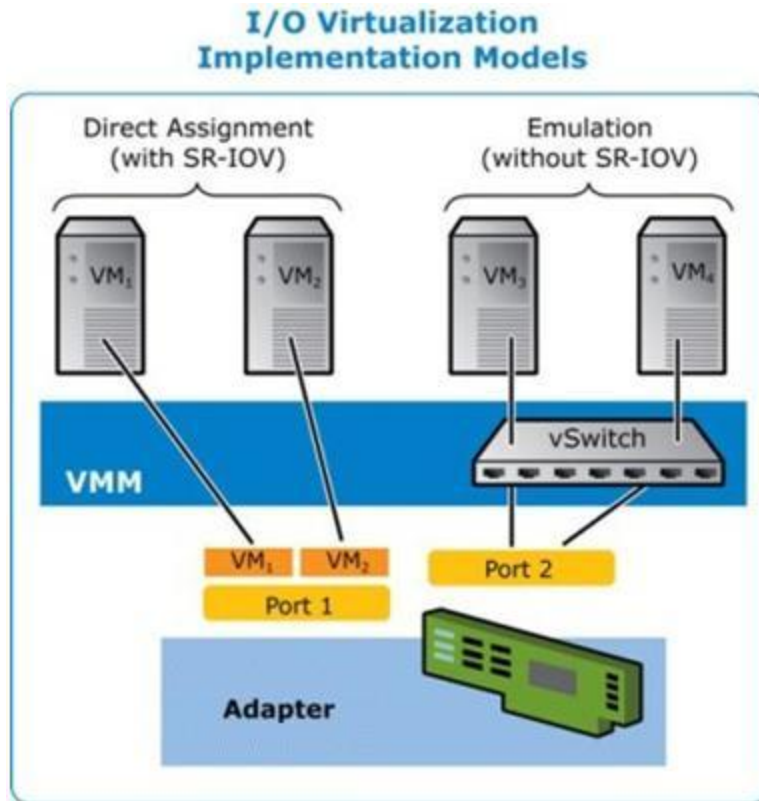 I/O Virtualization
Implementation Models
Direct Assignment
(with SR-IOV)
Emulation
(without SR-IOV)
VM₁
VM₂
VM₃
VM₄
vSwitch
VMM
VM₁
VM₂
Port 1
Port 2
Adapter